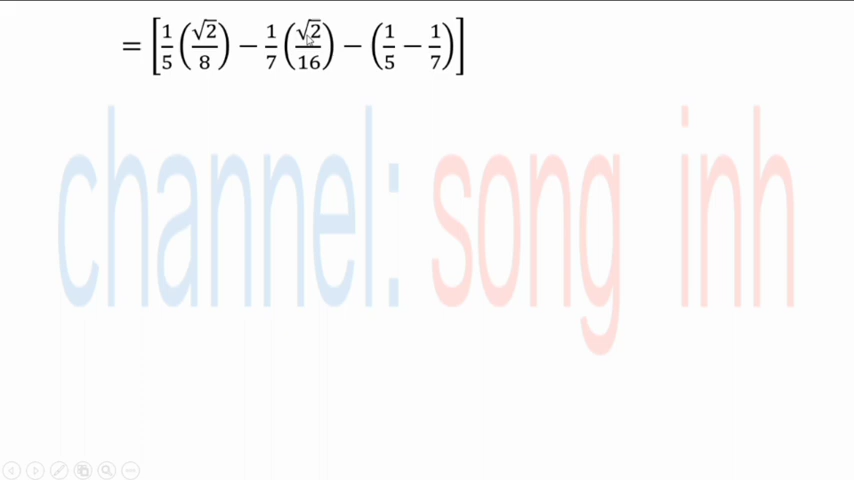 = [1/5 (√2/8) − 1/7 (√2/16) − (1/5 − 1/7)]
channel: song inh